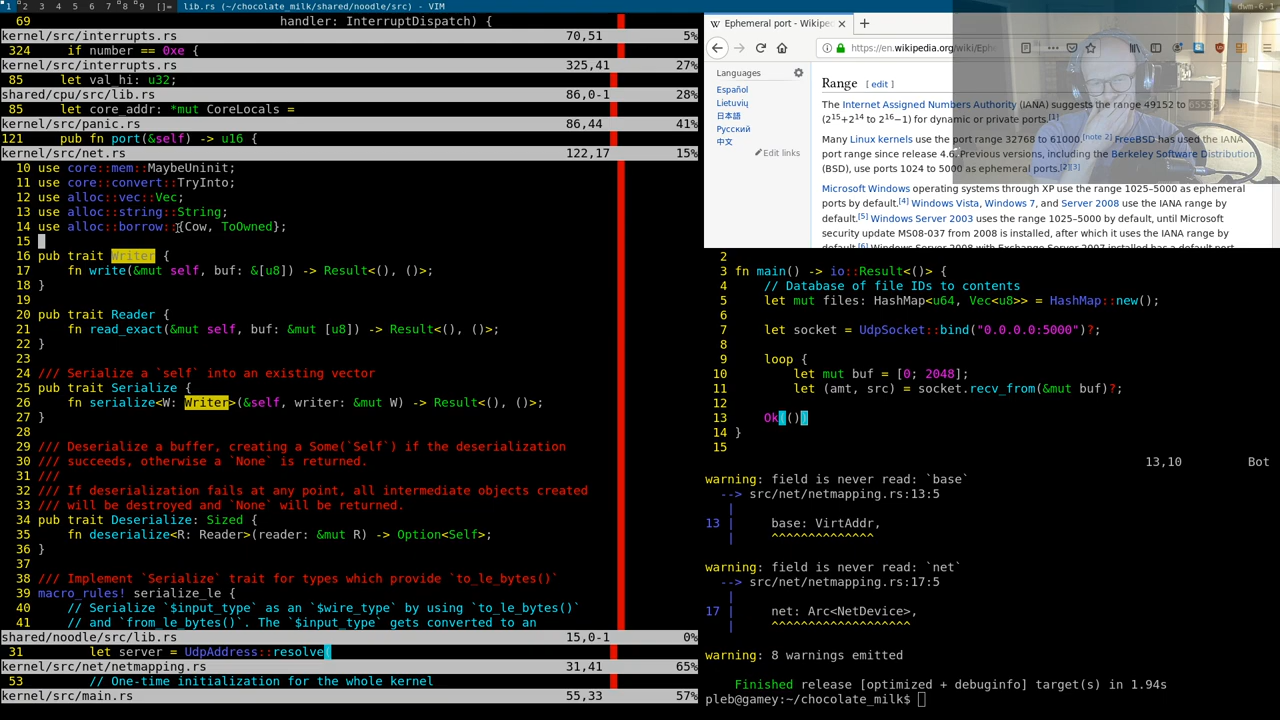 1 2 3 4 5 6 7 8 9 []= lib.rs (~/chocolate_milk/shared/noodle/src) - VIM
dwm-6.1
69 handler: InterruptDispatch) {
kernel/src/interrupts.rs 70,51 5%
324 if number == 0xe {
kernel/src/interrupts.rs 325,41 27%
85 let val_hi: u32;
shared/cpu/src/lib.rs 86,0-1 28%
85 let core_addr: *mut CoreLocals =
kernel/src/panic.rs 86,44 41%
121 pub fn port(&self) -> u16 {
kernel/src/net.rs 122,17 15%
10 use core::mem::MaybeUninit;
11 use core::convert::TryInto;
12 use alloc::vec::Vec;
13 use alloc::string::String;
14 use alloc::borrow::{Cow, ToOwned};
15
16 pub trait Writer {
17 fn write(&mut self, buf: &[u8]) -> Result<(), ()>;
18 }
19
20 pub trait Reader {
21 fn read_exact(&mut self, buf: &mut [u8]) -> Result<(), ()>;
22 }
23
24 /// Serialize a `self` into an existing vector
25 pub trait Serialize {
26 fn serialize<W: Writer>(&self, writer: &mut W) -> Result<(), ()>;
27 }
28
29 /// Deserialize a buffer, creating a Some(`Self`) if the deserialization
30 /// succeeds, otherwise a `None` is returned.
31 ///
32 /// If deserialization fails at any point, all intermediate objects created
33 /// will be destroyed and `None` will be returned.
34 pub trait Deserialize: Sized {
35 fn deserialize<R: Reader>(reader: &mut R) -> Option<Self>;
36 }
37
38 /// Implement `Serialize` trait for types which provide `to_le_bytes()`
39 macro_rules! serialize_le {
40 // Serialize `$input_type` as an `$wire_type` by using `to_le_bytes()`
41 // and `from_le_bytes()`. The `$input_type` gets converted to an
shared/noodle/src/lib.rs 15,0-1 0%
31 let server = UdpAddress::resolve(
kernel/src/net/netmapping.rs 31,41 65%
53 // One-time initialization for the whole kernel
kernel/src/main.rs 55,33 57%
W Ephemeral port - Wikipe
https://en.wikipedia.org/wiki/Eph
Languages
Español
Lietuvių
日本語
Русский
中文
Edit links
Range [ edit ]
The Internet Assigned Numbers Authority (IANA) suggests the range 49152 to 65535
(2^15+2^14 to 2^16−1) for dynamic or private ports.[1]
Many Linux kernels use the port range 32768 to 61000.[note 2] FreeBSD has used the IANA
port range since release 4.6. Previous versions, including the Berkeley Software Distribution
(BSD), use ports 1024 to 5000 as ephemeral ports.[2][3]
Microsoft Windows operating systems through XP use the range 1025–5000 as ephemeral
ports by default.[4] Windows Vista, Windows 7, and Server 2008 use the IANA range by
default.[5] Windows Server 2003 uses the range 1025–5000 by default, until Microsoft
security update MS08-037 from 2008 is installed, after which it uses the IANA range by
2
3 fn main() -> io::Result<()> {
4 // Database of file IDs to contents
5 let mut files: HashMap<u64, Vec<u8>> = HashMap::new();
6
7 let socket = UdpSocket::bind("0.0.0.0:5000")?;
8
9 loop {
10 let mut buf = [0; 2048];
11 let (amt, src) = socket.recv_from(&mut buf)?;
12
13 Ok(())
14 }
15
13,10 Bot
warning: field is never read: `base`
--> src/net/netmapping.rs:13:5
|
13 | base: VirtAddr,
| ^^^^^^^^^^^^^^
warning: field is never read: `net`
--> src/net/netmapping.rs:17:5
|
17 | net: Arc<NetDevice>,
| ^^^^^^^^^^^^^^^^^^^
warning: 8 warnings emitted
Finished release [optimized + debuginfo] target(s) in 1.94s
pleb@gamey:~/chocolate_milk$